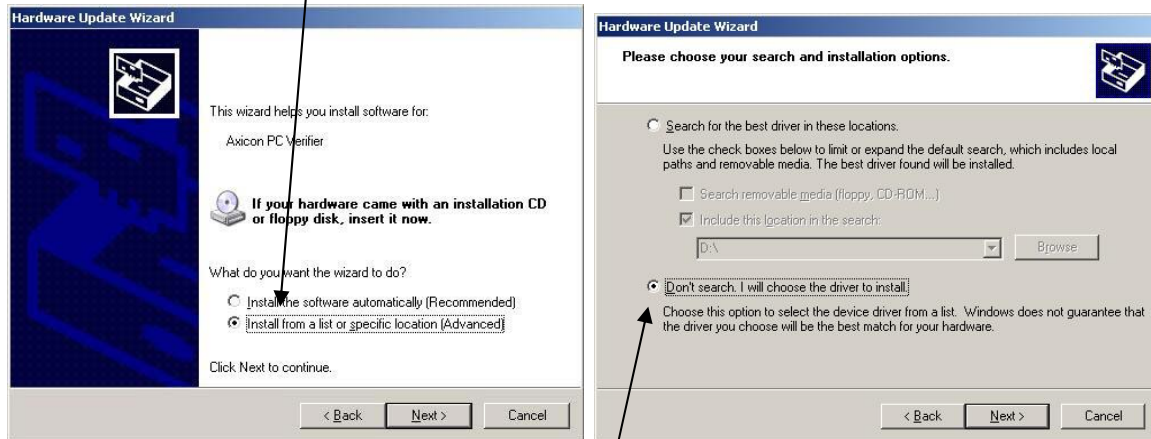 Hardware Update Wizard
This wizard helps you install software for:
Axicon PC Verifier
If your hardware came with an installation CD
or floppy disk, insert it now.
What do you want the wizard to do?
Install the software automatically (Recommended)
Install from a list or specific location (Advanced)
Click Next to continue.
< Back
Next >
Cancel
Hardware Update Wizard
Please choose your search and installation options.
Search for the best driver in these locations.
Use the check boxes below to limit or expand the default search, which includes local
paths and removable media. The best driver found will be installed.
Search removable media (floppy, CD-ROM...)
Include this location in the search:
D:\
Browse
Don't search. I will choose the driver to install.
Choose this option to select the device driver from a list. Windows does not guarantee that
the driver you choose will be the best match for your hardware.
< Back
Next >
Cancel